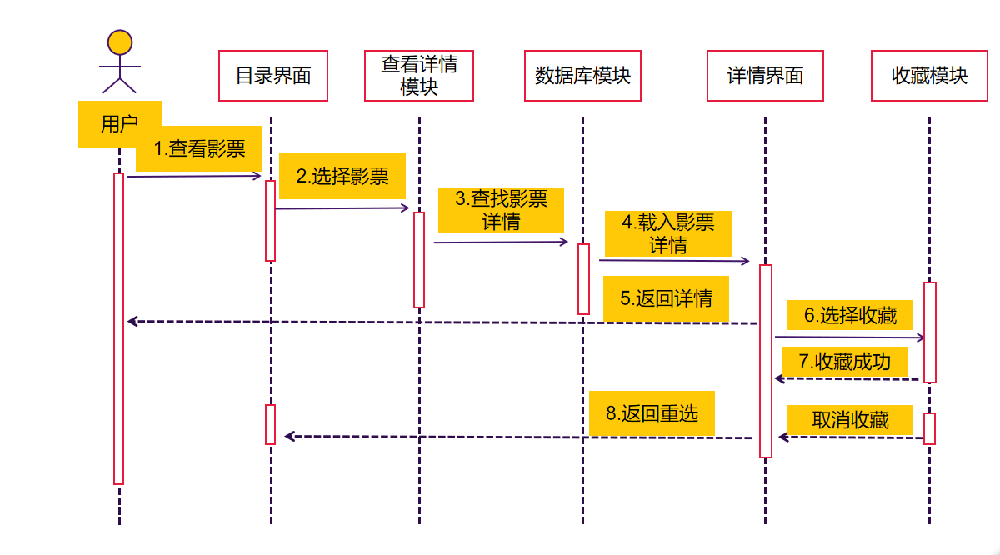 目录界面
查看详情
模块
数据库模块
详情界面
收藏模块
用户
1.查看影票
2.选择影票
3.查找影票
详情
4.载入影票
详情
5.返回详情
6.选择收藏
7.收藏成功
8.返回重选
取消收藏